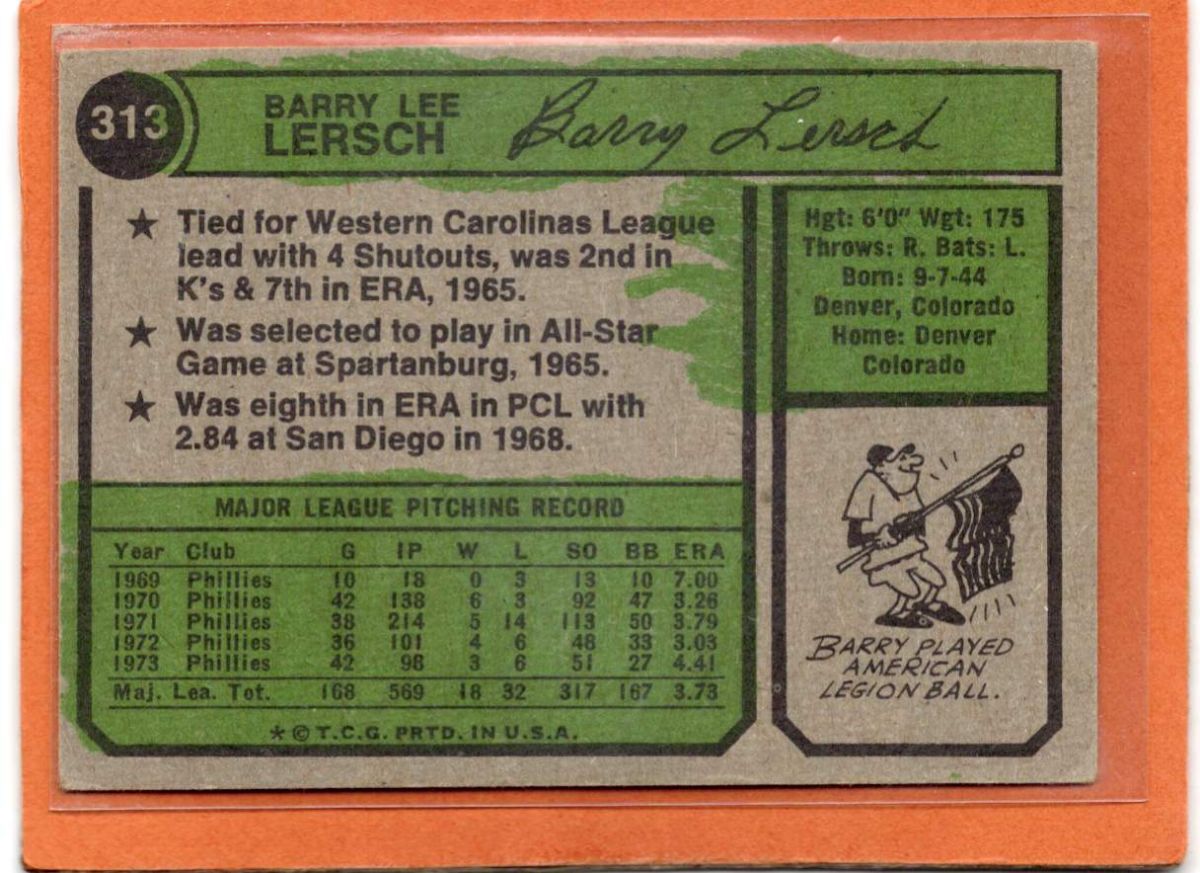 313
BARRY LEE
LERSCH
Barry Lersch
★ Tied for Western Carolinas League
lead with 4 Shutouts, was 2nd in
K's & 7th in ERA, 1965.
★ Was selected to play in All-Star
Game at Spartanburg, 1965.
★ Was eighth in ERA in PCL with
2.84 at San Diego in 1968.
Hgt: 6'0" Wgt: 175
Throws: R. Bats: L.
Born: 9-7-44
Denver, Colorado
Home: Denver
Colorado
MAJOR LEAGUE PITCHING RECORD
Year Club G IP W L SO BB ERA
1969 Phillies 10 18 0 3 13 10 7.00
1970 Phillies 42 138 6 3 92 47 3.26
1971 Phillies 38 214 5 14 113 50 3.79
1972 Phillies 36 101 4 6 48 33 3.03
1973 Phillies 42 98 3 6 51 27 4.41
Maj. Lea. Tot. 168 569 18 32 317 167 3.73
* © T.C.G. PRTD. IN U.S.A.
BARRY PLAYED
AMERICAN
LEGION BALL.